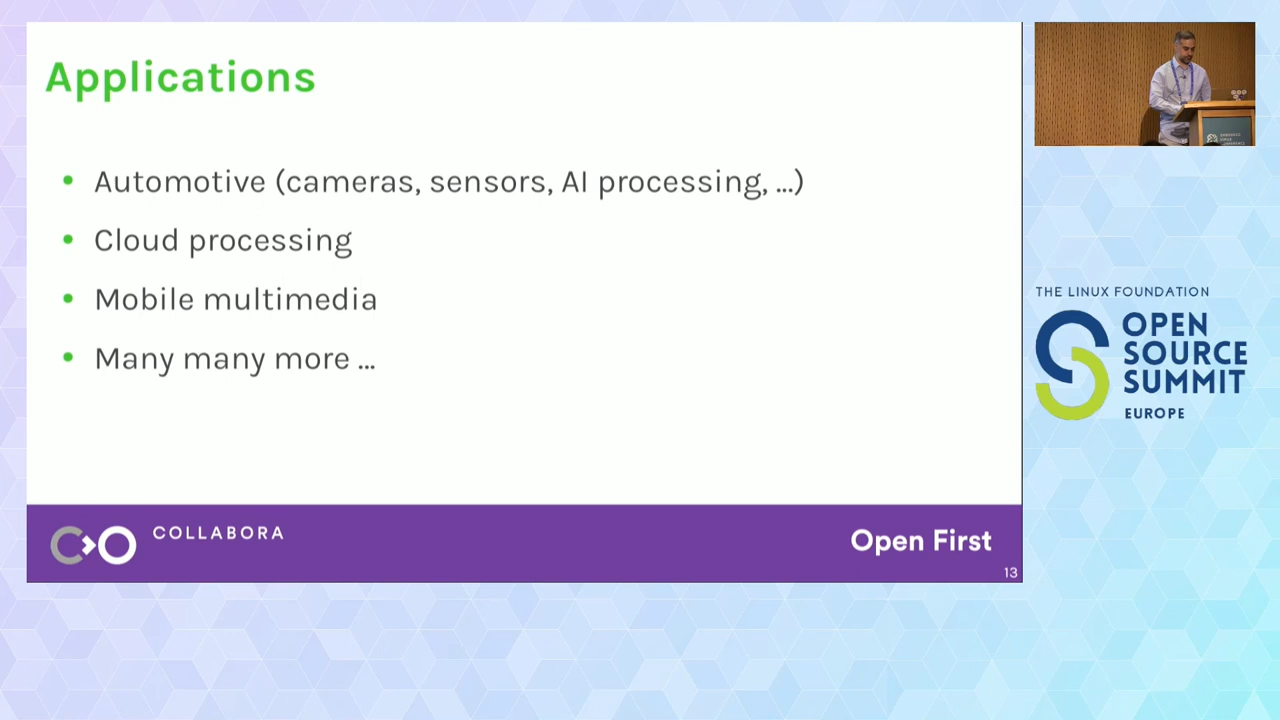 Applications
• Automotive (cameras, sensors, AI processing, ...)
• Cloud processing
• Mobile multimedia
• Many many more ...
COLLABORA
Open First
13
THE LINUX FOUNDATION
OPEN
SOURCE
SUMMIT
EUROPE